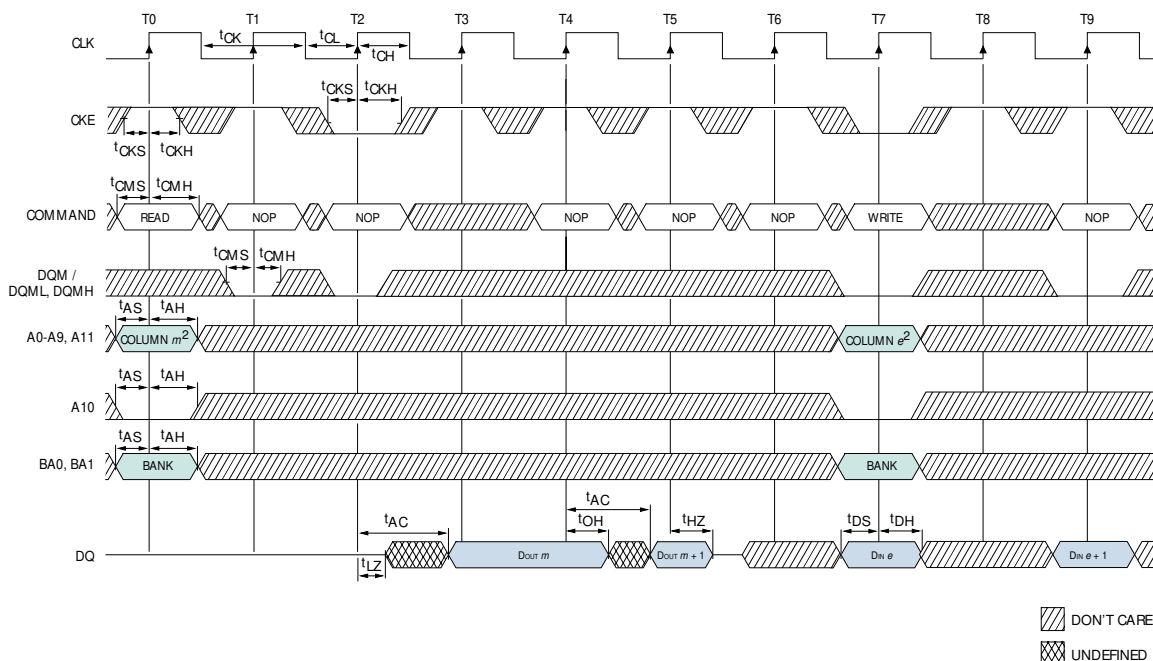 T0 T1 T2 T3 T4 T5 T6 T7 T8 T9
CLK
tCK tCL
tCH
tCKS tCKH
CKE
tCKS
tCKH
tCMS tCMH
COMMAND
READ NOP NOP NOP NOP NOP WRITE NOP
tCMS tCMH
DQM /
DQML, DQMH
tAS tAH
A0-A9, A11
COLUMN m2 COLUMN e2
tAS tAH
A10
tAS tAH
BA0, BA1
BANK BANK
tAC
tAC tOH tHZ tDS tDH
DQ
DOUT m DOUT m + 1 DIN e DIN e + 1
tLZ
DON'T CARE
UNDEFINED